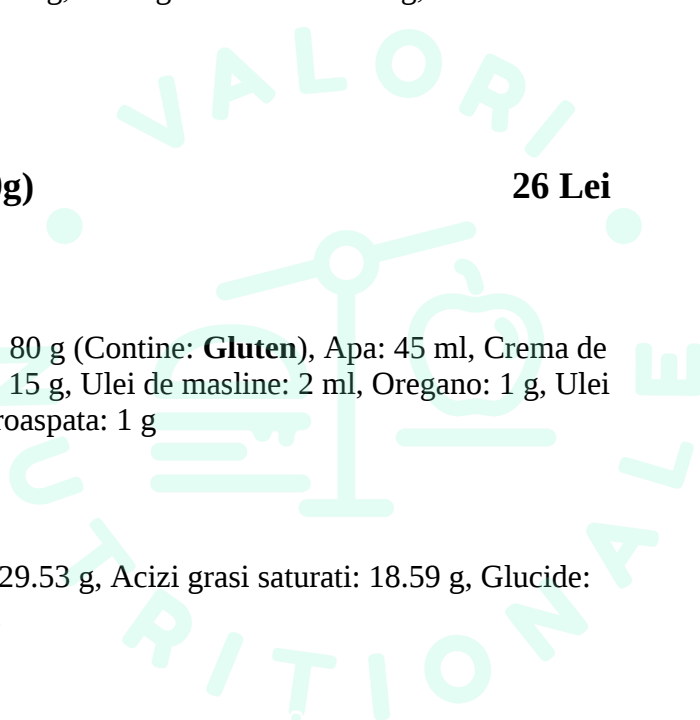 VALORI
g) 26 Lei
80 g (Contine: Gluten), Apa: 45 ml, Crema de
15 g, Ulei de masline: 2 ml, Oregano: 1 g, Ulei
roaspata: 1 g
29.53 g, Acizi grasi saturati: 18.59 g, Glucide:
NUTRITIONALE